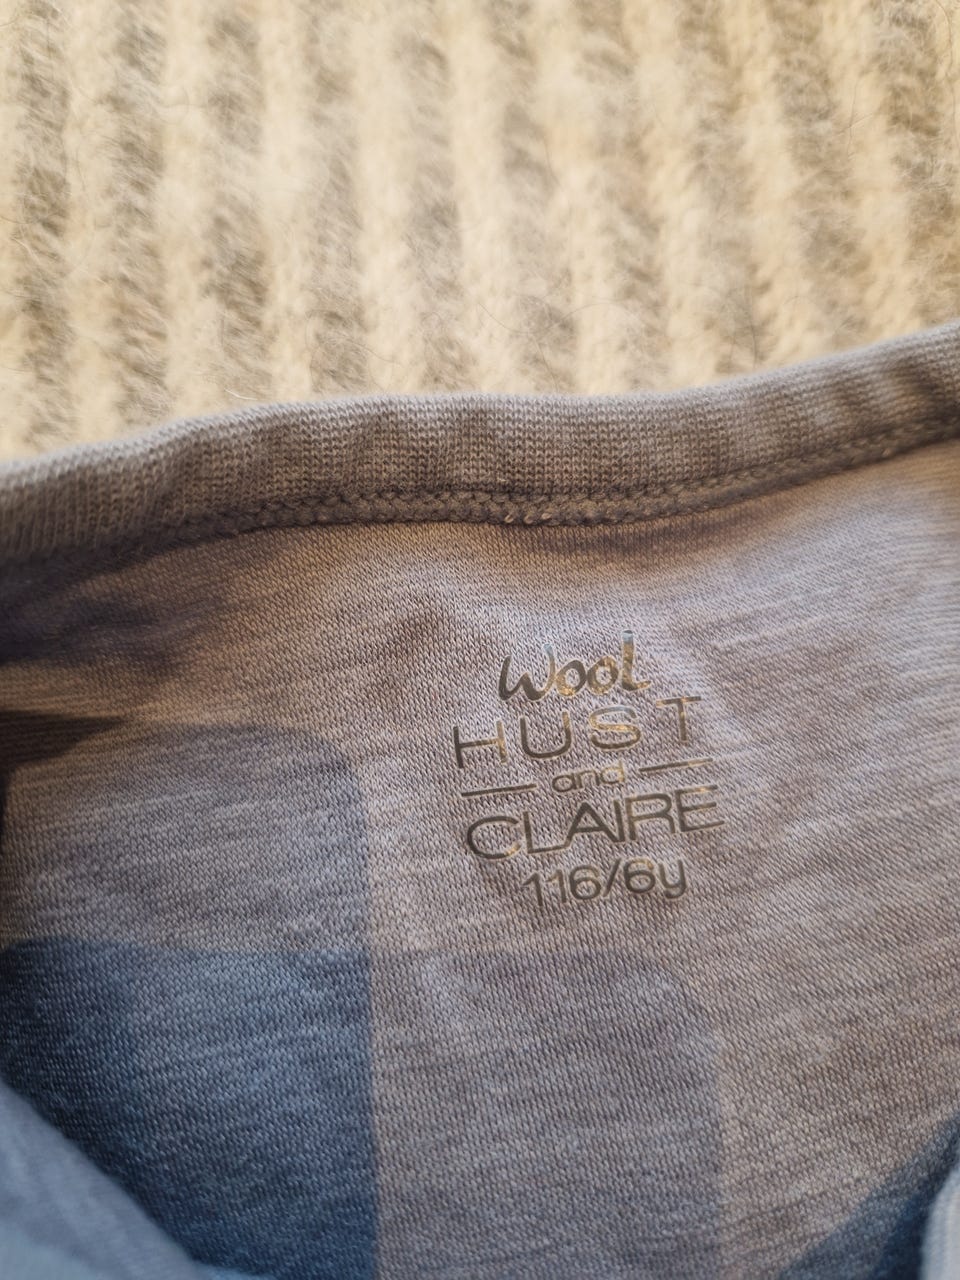 Wool
HUST
and
CLAIRE
116/6y